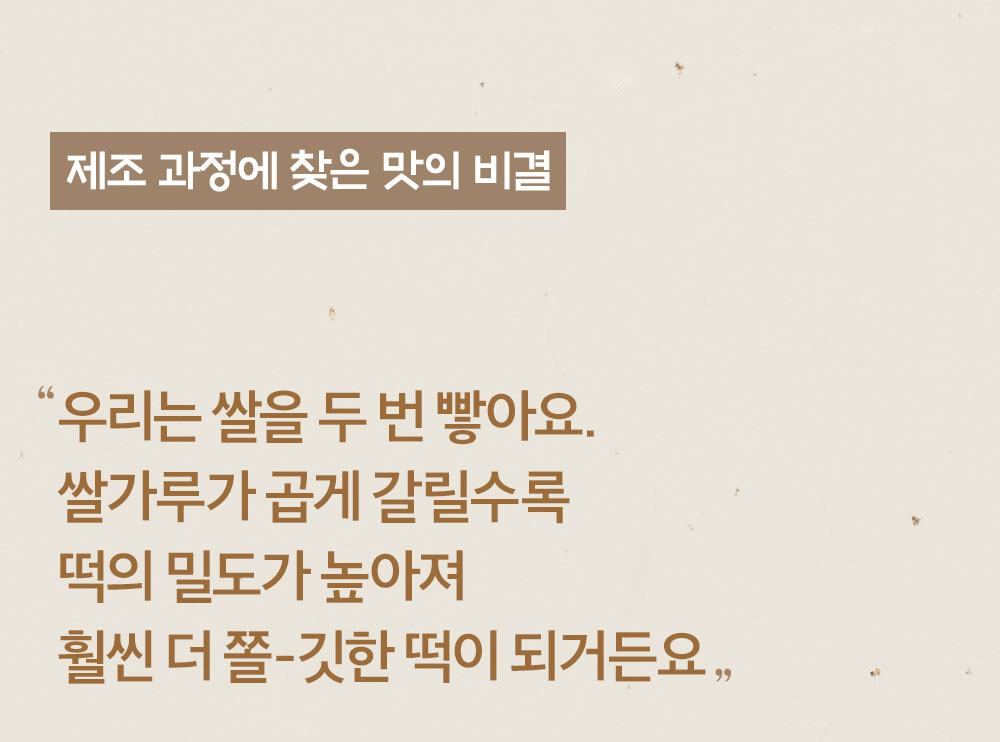 제조 과정에 찾은 맛의 비결
“우리는 쌀을 두 번 빻아요.
쌀가루가 곱게 갈릴수록
떡의 밀도가 높아져
훨씬 더 쫄-깃한 떡이 되거든요”